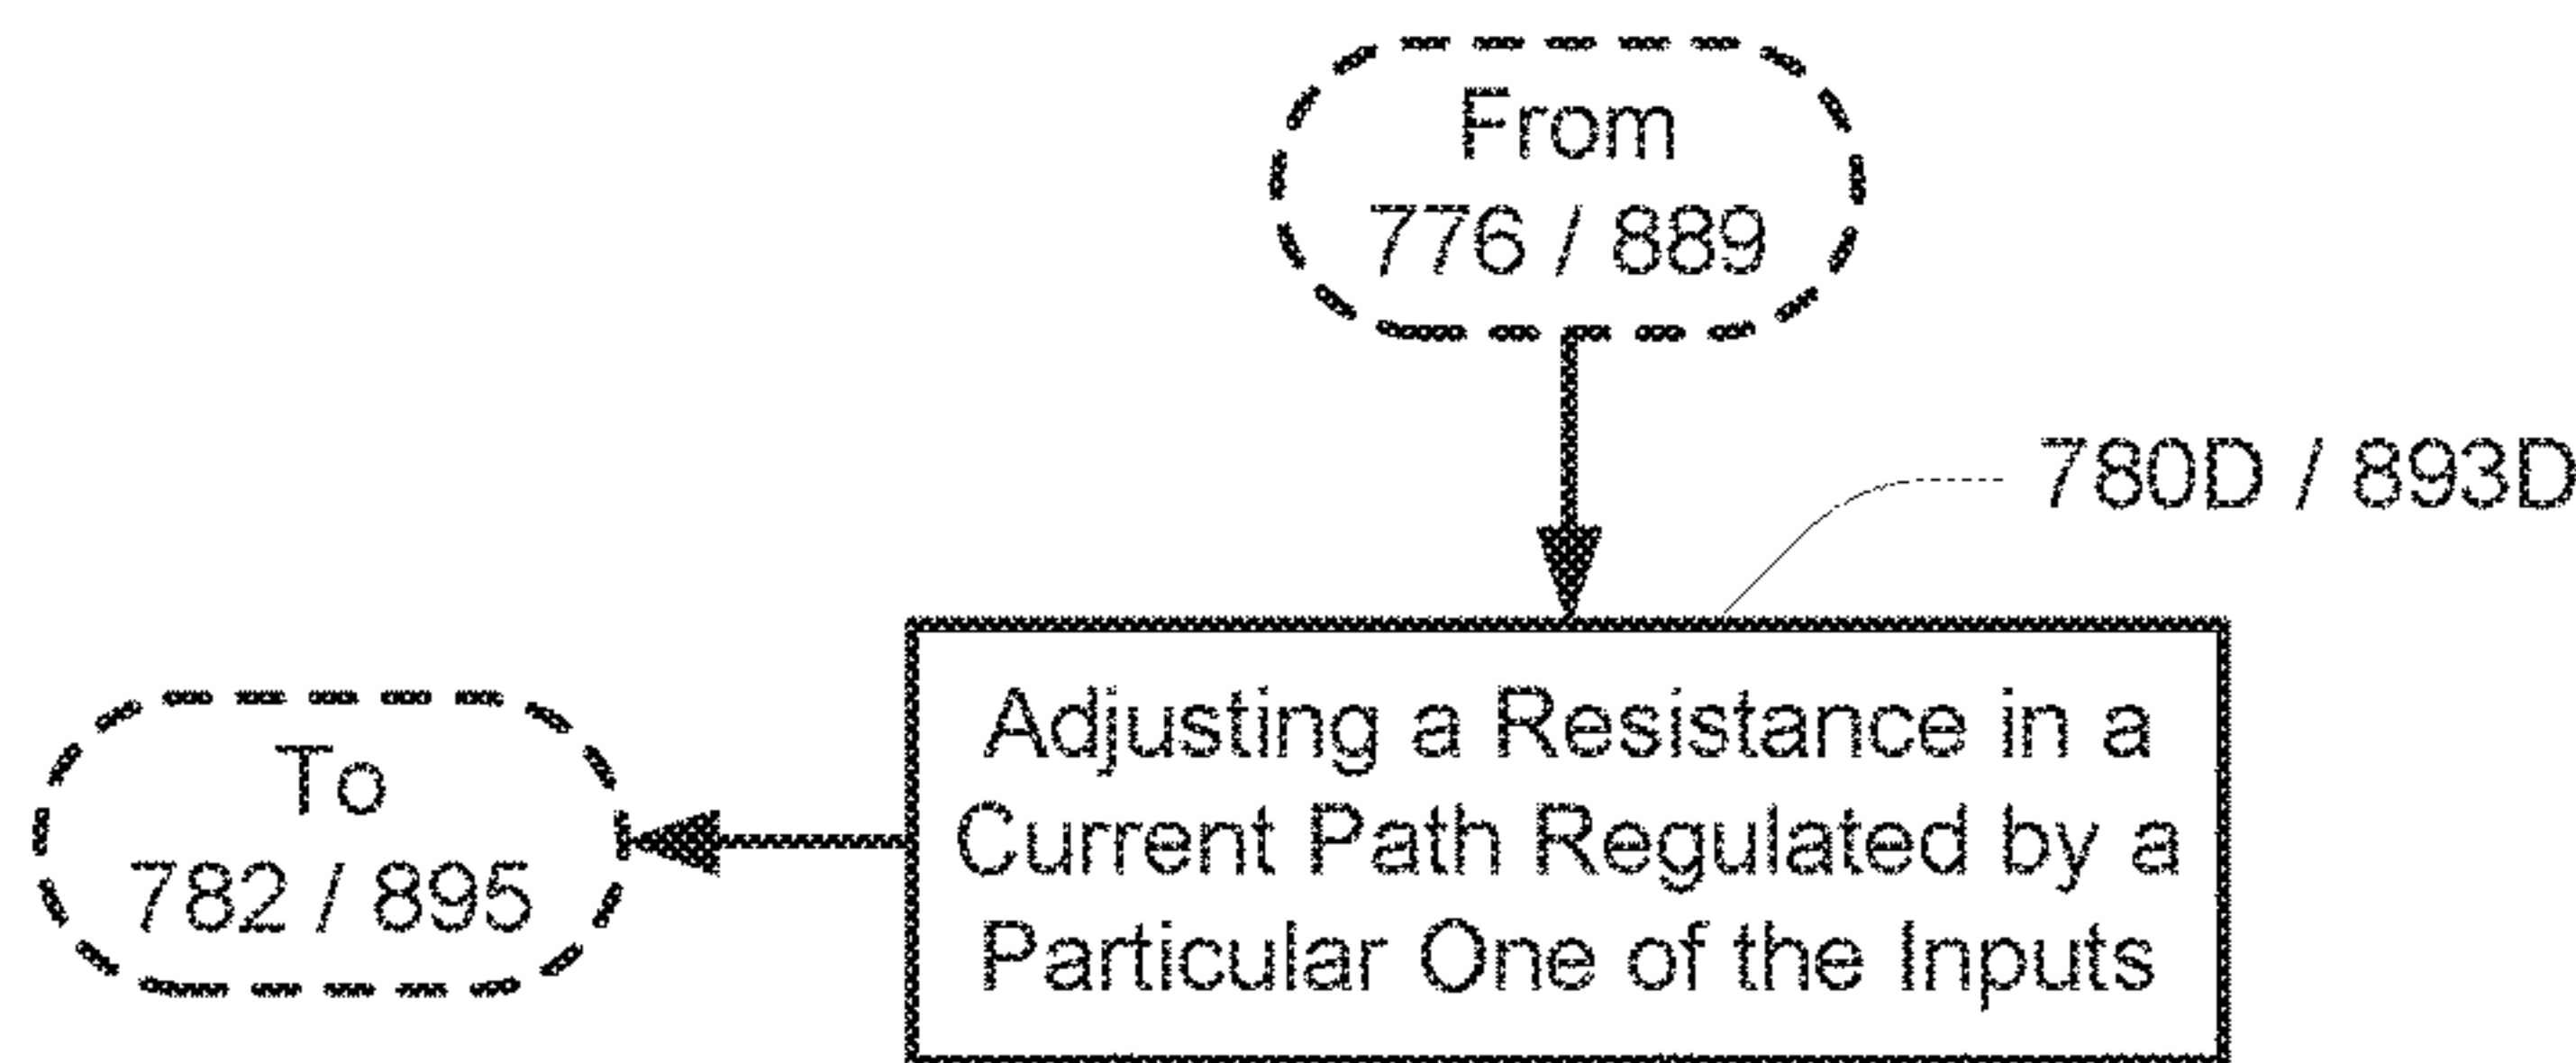 From
776 / 889
780D / 893D
Adjusting a Resistance in a
Current Path Regulated by a
Particular One of the Inputs
To
782 / 895